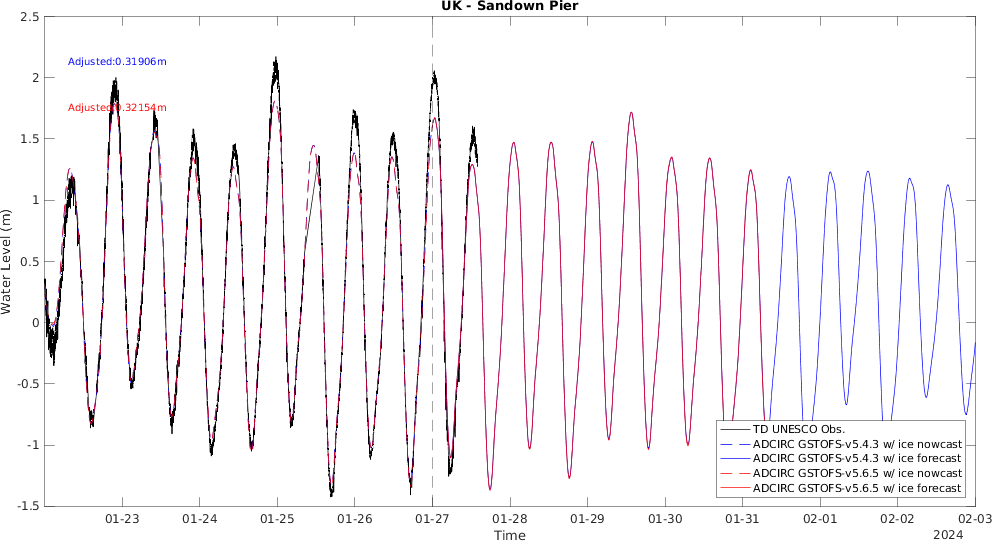 UK - Sandown Pier
2.5
2
1.5
1
0.5
0
-0.5
-1
-1.5
Water Level (m)
Adjusted:0.31906m
Adjusted:0.32154m
TD UNESCO Obs.
ADCIRC GSTOFS-v5.4.3 w/ ice nowcast
ADCIRC GSTOFS-v5.4.3 w/ ice forecast
ADCIRC GSTOFS-v5.6.5 w/ ice nowcast
ADCIRC GSTOFS-v5.6.5 w/ ice forecast
01-23 01-24 01-25 01-26 01-27 01-28 01-29 01-30 01-31 02-01 02-02 02-03
Time
2024